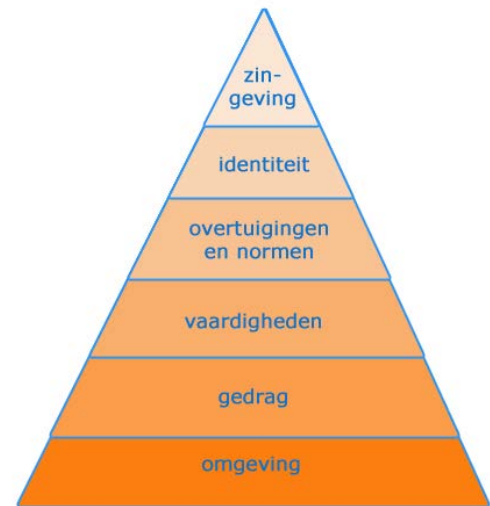 zin-
geving
identiteit
overtuigingen
en normen
vaardigheden
gedrag
omgeving